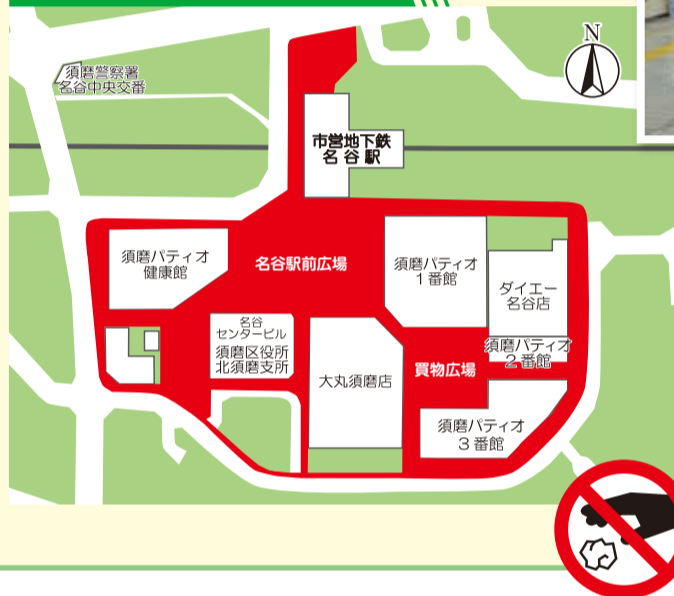 N
須磨警察署
名谷中央交番
市営地下鉄
名谷駅
須磨パティオ
健康館
名谷駅前広場
須磨パティオ
1番館
ダイエー
名谷店
名谷
センタービル
須磨区役所
北須磨支所
大丸須磨店
買物広場
須磨パティオ
2番館
須磨パティオ
3番館